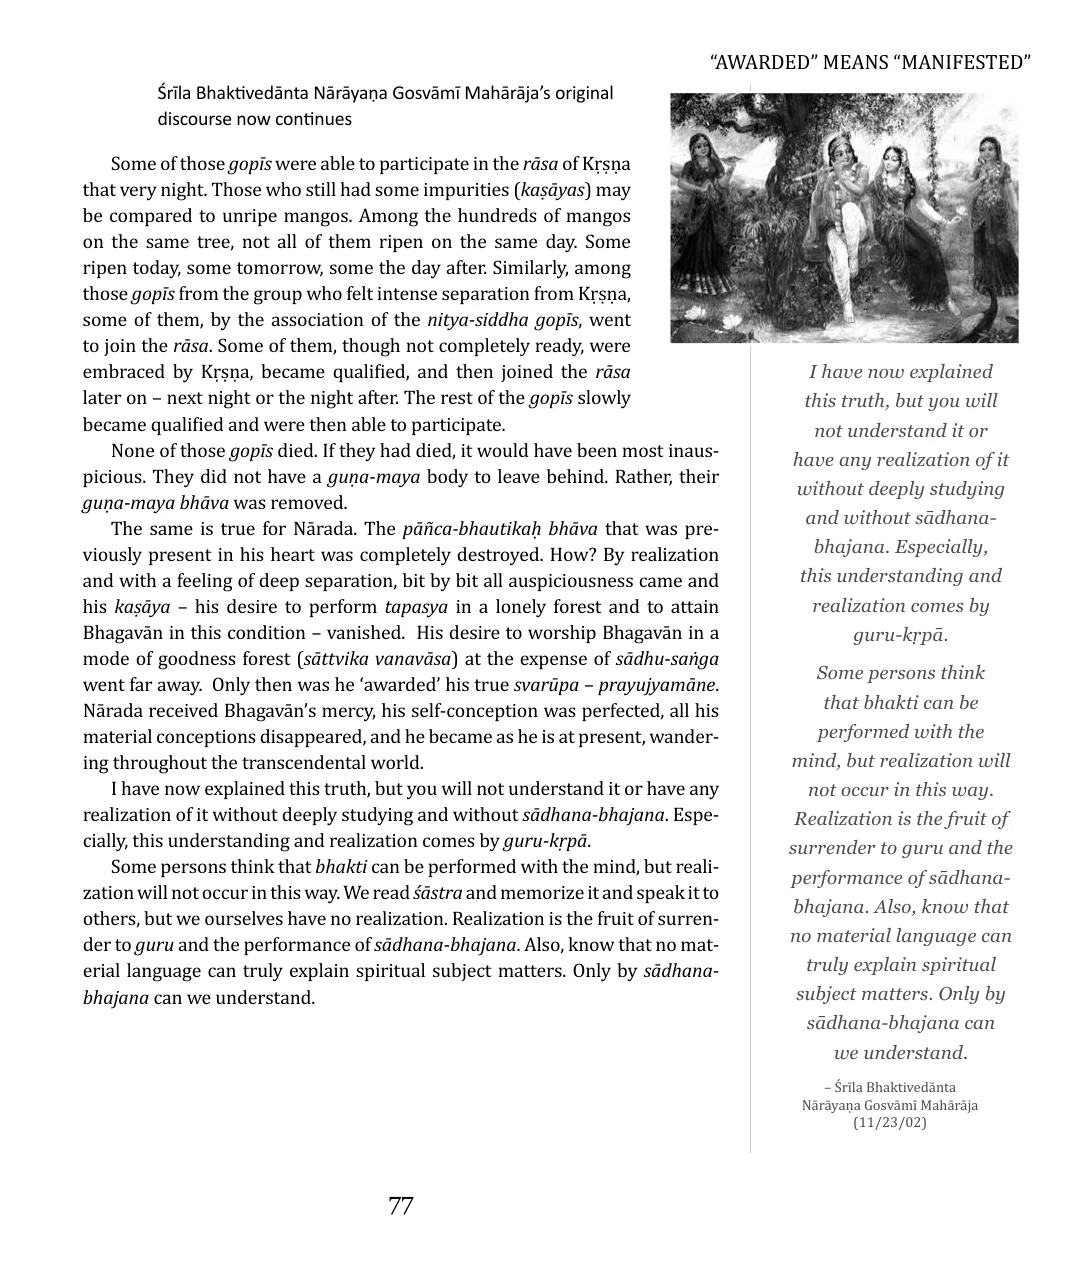 “AWARDED” MEANS “MANIFESTED”
Śrīla Bhaktivedānta Nārāyaṇa Gosvāmī Mahārāja’s original
discourse now continues
Some of those gopīs were able to participate in the rāsa of Kṛṣṇa
that very night. Those who still had some impurities (kaṣāyas) may
be compared to unripe mangos. Among the hundreds of mangos
on the same tree, not all of them ripen on the same day. Some
ripen today, some tomorrow, some the day after. Similarly, among
those gopīs from the group who felt intense separation from Kṛṣṇa,
some of them, by the association of the nitya-siddha gopīs, went
to join the rāsa. Some of them, though not completely ready, were
embraced by Kṛṣṇa, became qualified, and then joined the rāsa
later on – next night or the night after. The rest of the gopīs slowly
became qualified and were then able to participate.
None of those gopīs died. If they had died, it would have been most inaus-
picious. They did not have a guṇa-maya body to leave behind. Rather, their
guṇa-maya bhāva was removed.
The same is true for Nārada. The pāñca-bhautikaḥ bhāva that was pre-
viously present in his heart was completely destroyed. How? By realization
and with a feeling of deep separation, bit by bit all auspiciousness came and
his kaṣāya – his desire to perform tapasya in a lonely forest and to attain
Bhagavān in this condition – vanished. His desire to worship Bhagavān in a
mode of goodness forest (sāttvika vanavāsa) at the expense of sādhu-saṅga
went far away. Only then was he ‘awarded’ his true svarūpa – prayujyamāne.
Nārada received Bhagavān’s mercy, his self-conception was perfected, all his
material conceptions disappeared, and he became as he is at present, wander-
ing throughout the transcendental world.
I have now explained this truth, but you will not understand it or have any
realization of it without deeply studying and without sādhana-bhajana. Espe-
cially, this understanding and realization comes by guru-kṛpā.
Some persons think that bhakti can be performed with the mind, but reali-
zation will not occur in this way. We read śāstra and memorize it and speak it to
others, but we ourselves have no realization. Realization is the fruit of surren-
der to guru and the performance of sādhana-bhajana. Also, know that no mat-
erial language can truly explain spiritual subject matters. Only by sādhana-
bhajana can we understand.
I have now explained
this truth, but you will
not understand it or
have any realization of it
without deeply studying
and without sādhana-
bhajana. Especially,
this understanding and
realization comes by
guru-kṛpā.
Some persons think
that bhakti can be
performed with the
mind, but realization will
not occur in this way.
Realization is the fruit of
surrender to guru and the
performance of sādhana-
bhajana. Also, know that
no material language can
truly explain spiritual
subject matters. Only by
sādhana-bhajana can
we understand.
– Śrīla Bhaktivedānta
Nārāyaṇa Gosvāmī Mahārāja
(11/23/02)
77